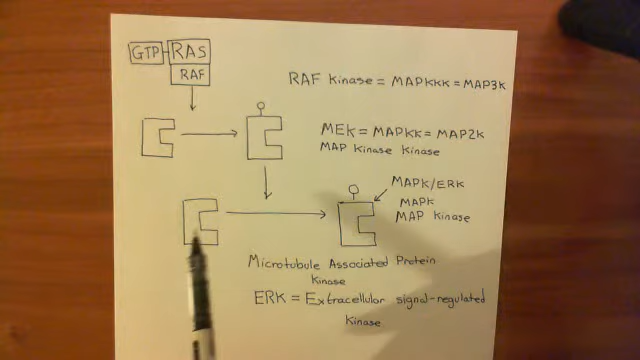 GTP RAS
RAF
RAF Kinase = MAPKKK = MAP3K
MEK = MAPKK = MAP2K
MAP Kinase Kinase
MAPK/ERK
MAPK
MAP Kinase
Microtubule Associated Protein
Kinase
ERK = Extracellular signal-regulated
Kinase